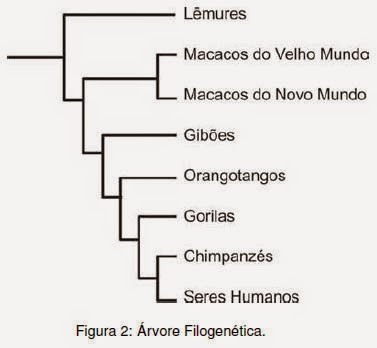 Lêmures
Macacos do Velho Mundo
Macacos do Novo Mundo
Gibões
Orangotangos
Gorilas
Chimpanzés
Seres Humanos
Figura 2: Árvore Filogenética.